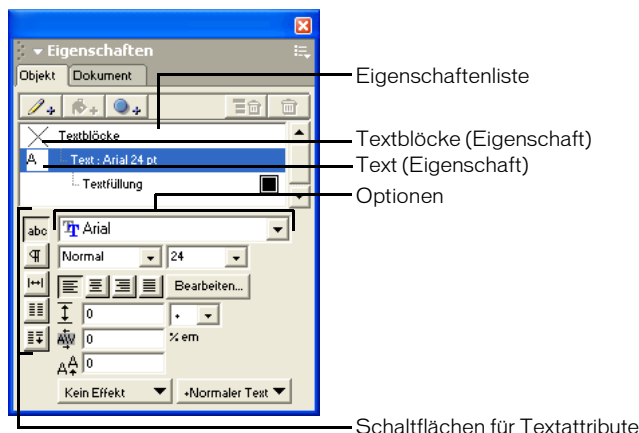 Eigenschaften
Objekt Dokument
Eigenschaftenliste
Textblöcke
Textblöcke (Eigenschaft)
A Text : Arial 24 pt
Text (Eigenschaft)
Textfüllung
Optionen
abc Arial
Normal 24
Bearbeiten...
0 +
0 % em
0
Kein Effekt +Normaler Text
Schaltflächen für Textattribute